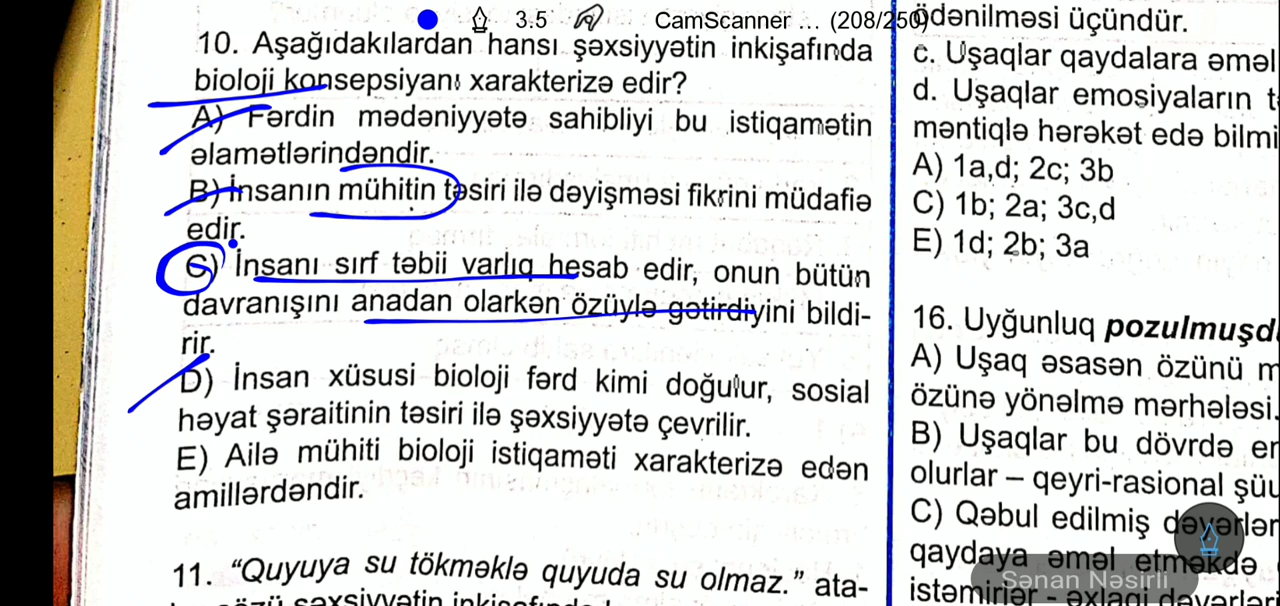 3.5 CamScanner ... (208/250)
10. Aşağıdakılardan hansı şəxsiyyətin inkişafında
bioloji konsepsiyanı xarakterizə edir?
A) Fərdin mədəniyyətə sahibliyi bu istiqamətin
əlamətlərindəndir.
B) İnsanın mühitin təsiri ilə dəyişməsi fikrini müdafiə
edir.
C) İnsanı sırf təbii varlıq hesab edir, onun bütün
davranışını anadan olarkən özüylə gətirdiyini bildi-
rir.
D) İnsan xüsusi bioloji fərd kimi doğulur, sosial
həyat şəraitinin təsiri ilə şəxsiyyətə çevrilir.
E) Ailə mühiti bioloji istiqaməti xarakterizə edən
amillərdəndir.
11. “Quyuya su tökməklə quyuda su olmaz.” ata-
şəxsiyyətin
ödənilməsi üçündür.
c. Uşaqlar qaydalara əməl
d. Uşaqlar emosiyaların
məntiqlə hərəkət edə bilmi
A) 1a,d; 2c; 3b
C) 1b; 2a; 3c,d
E) 1d; 2b; 3a
16. Uyğunluq pozulmuşd
A) Uşaq əsasən özünü
özünə yönəlmə mərhələsi.
B) Uşaqlar bu dövrdə
olurlar – qeyri-rasional
C) Qəbul edilmiş dəyərlər
qaydaya əməl etməkdə
istəmirlər - əxlaqi dəyərləri
Sənan Nəsirli